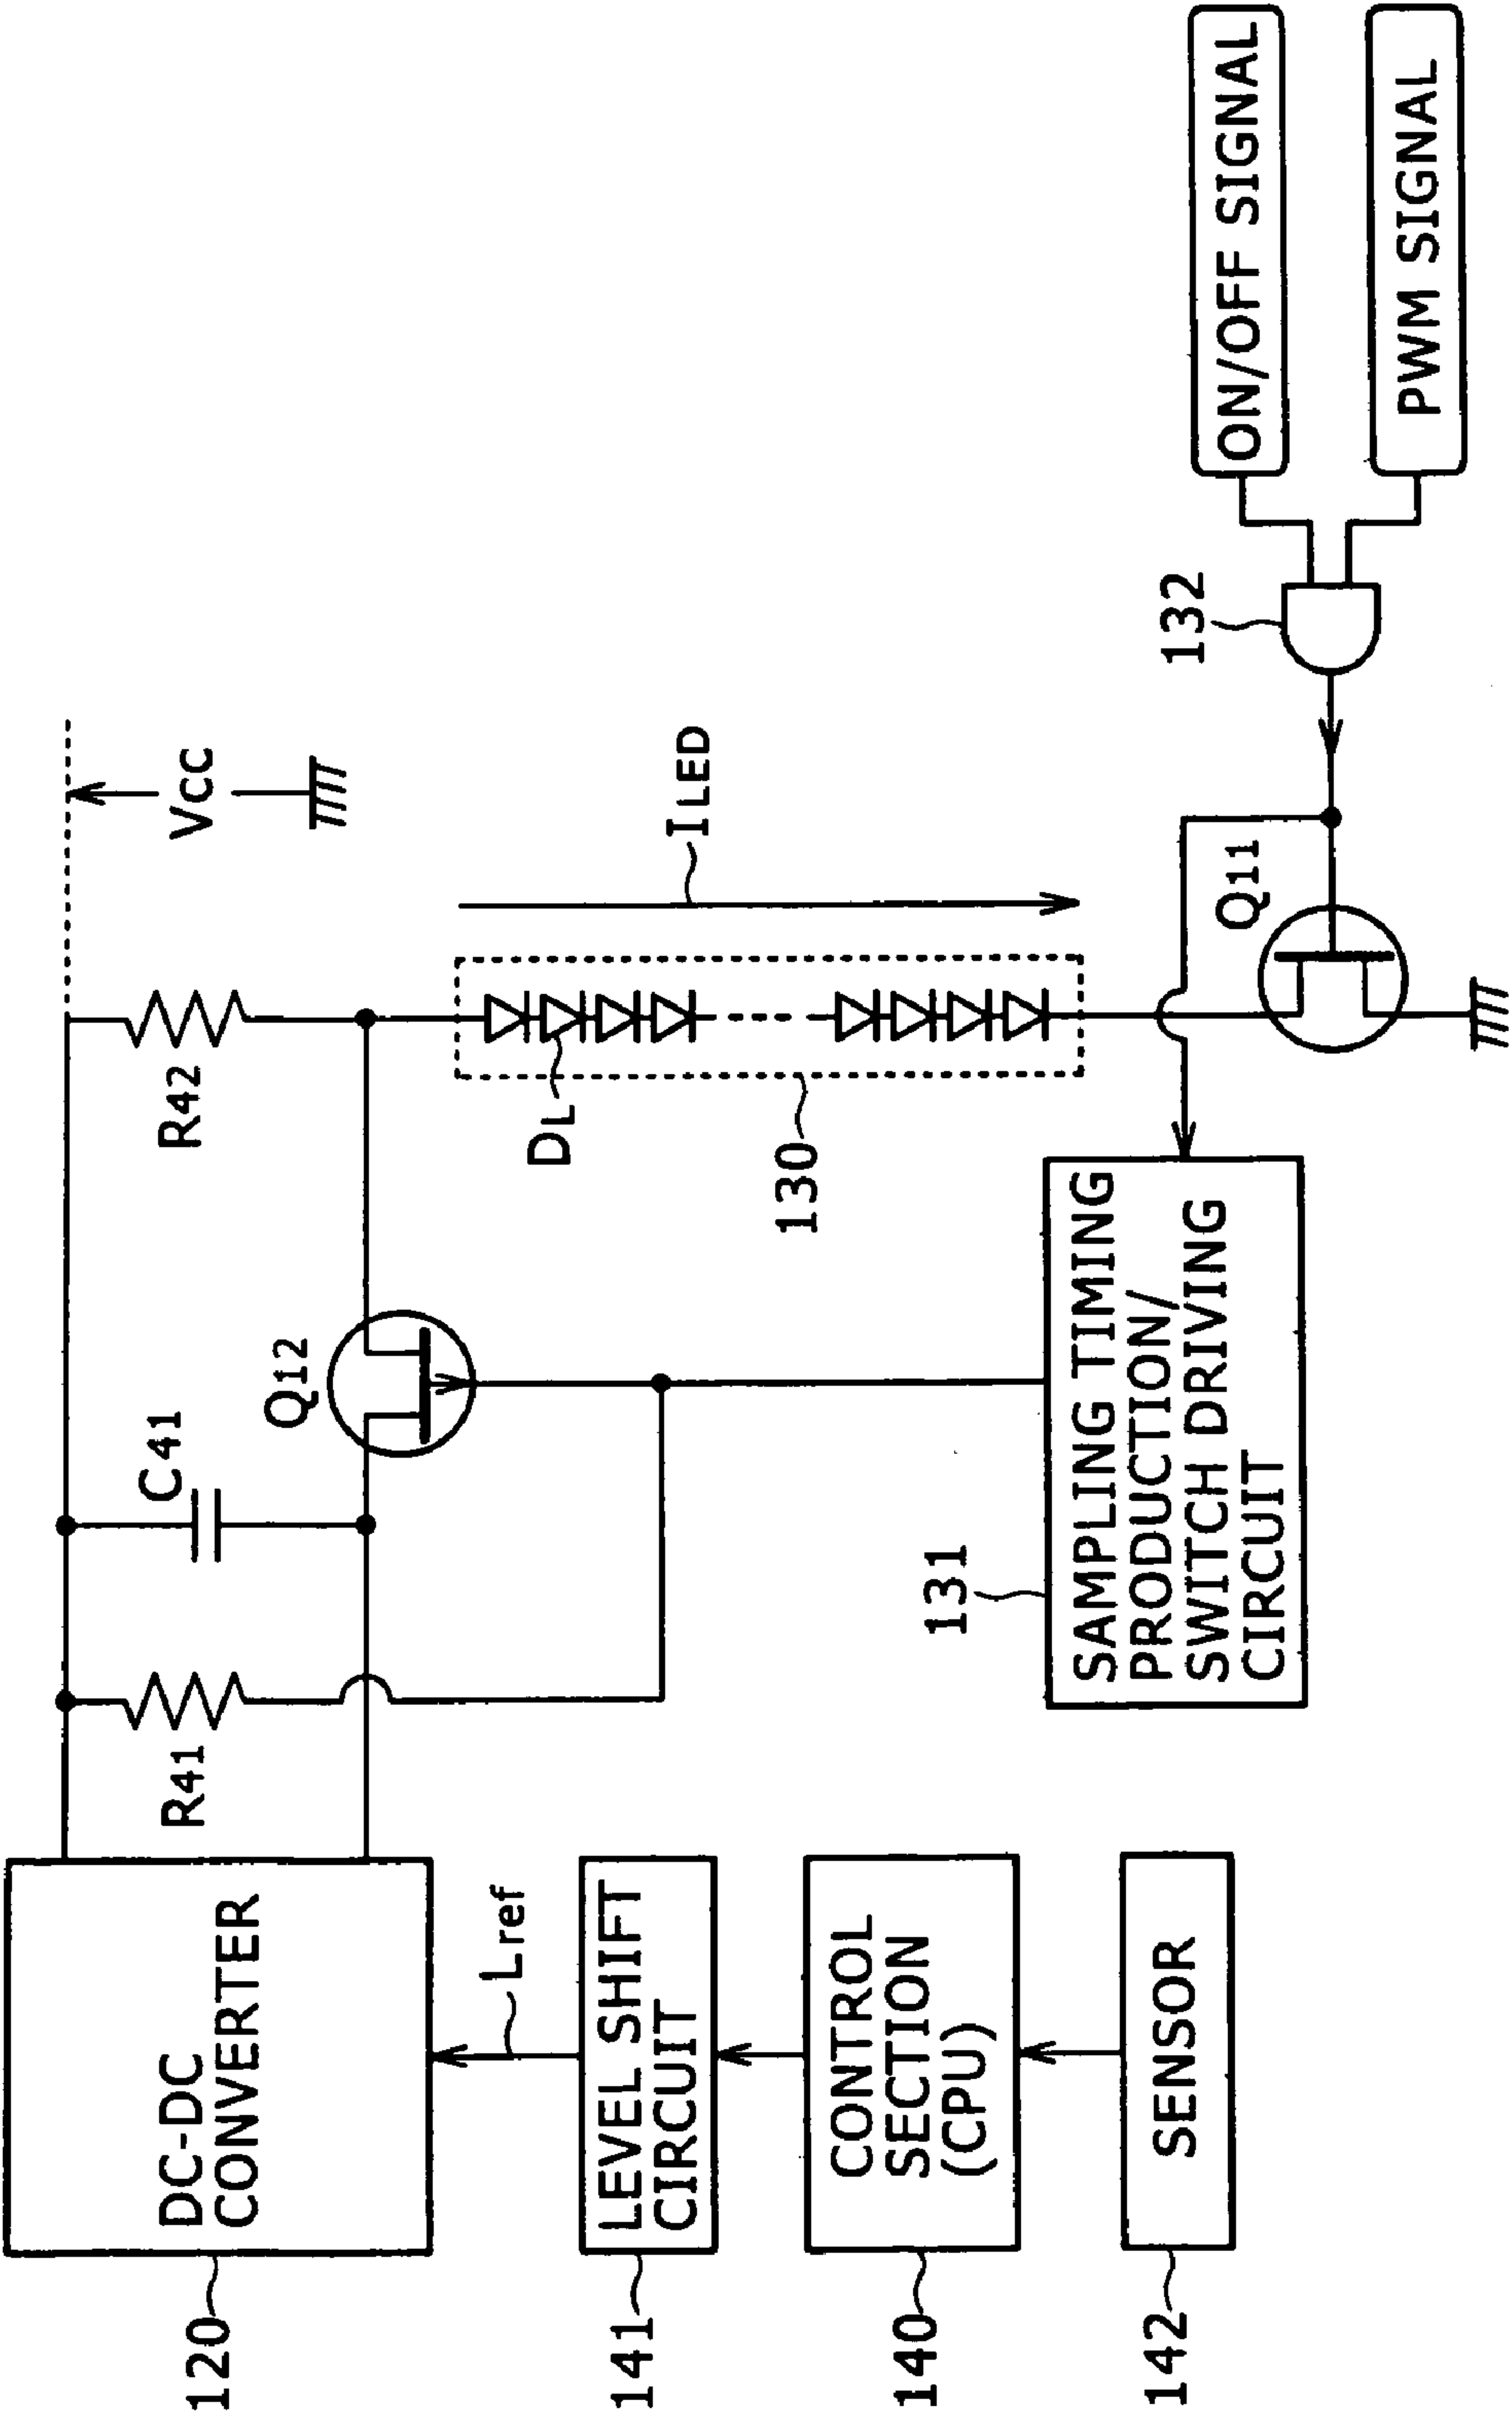 DC-DC
CONVERTER
120
R41
C41
Q12
R42
VCC
Lref
LEVEL SHIFT
CIRCUIT
141
DL
130
ILED
CONTROL
SECTION
(CPU)
140
131
SAMPLING TIMING
PRODUCTION/
SWITCH DRIVING
CIRCUIT
Q11
132
ON/OFF SIGNAL
PWM SIGNAL
SENSOR
142